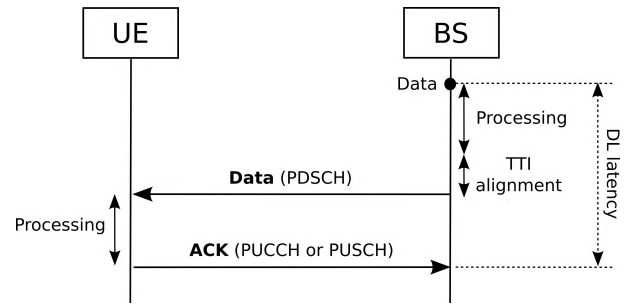 UE
BS
Data
Processing
TTI
alignment
DL latency
Data (PDSCH)
Processing
ACK (PUCCH or PUSCH)